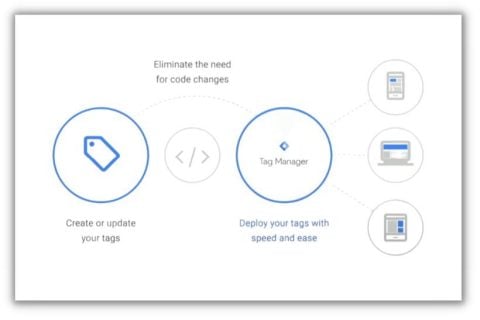 Eliminate the need
for code changes
</>
Tag Manager
Create or update
your tags
Deploy your tags with
speed and ease